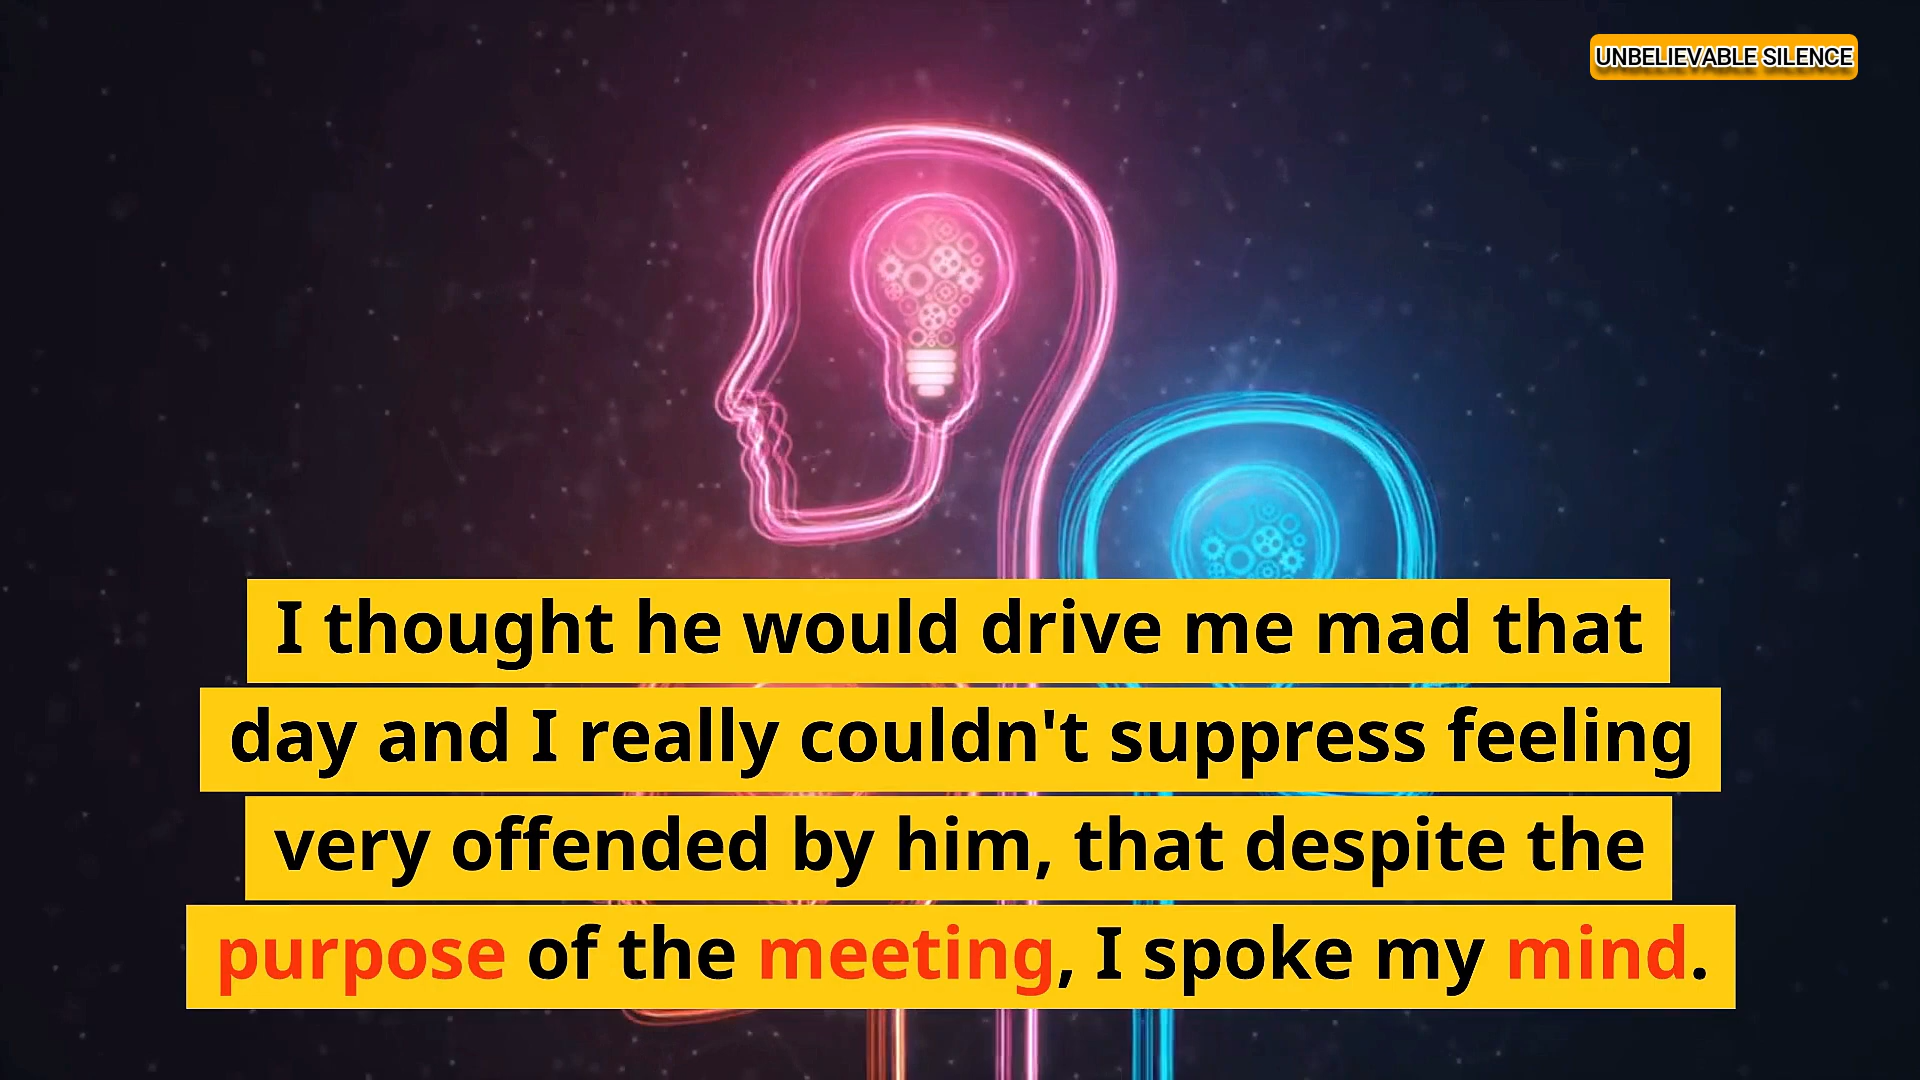 UNBELIEVABLE SILENCE
I thought he would drive me mad that
day and I really couldn't suppress feeling
very offended by him, that despite the
purpose of the meeting, I spoke my mind.